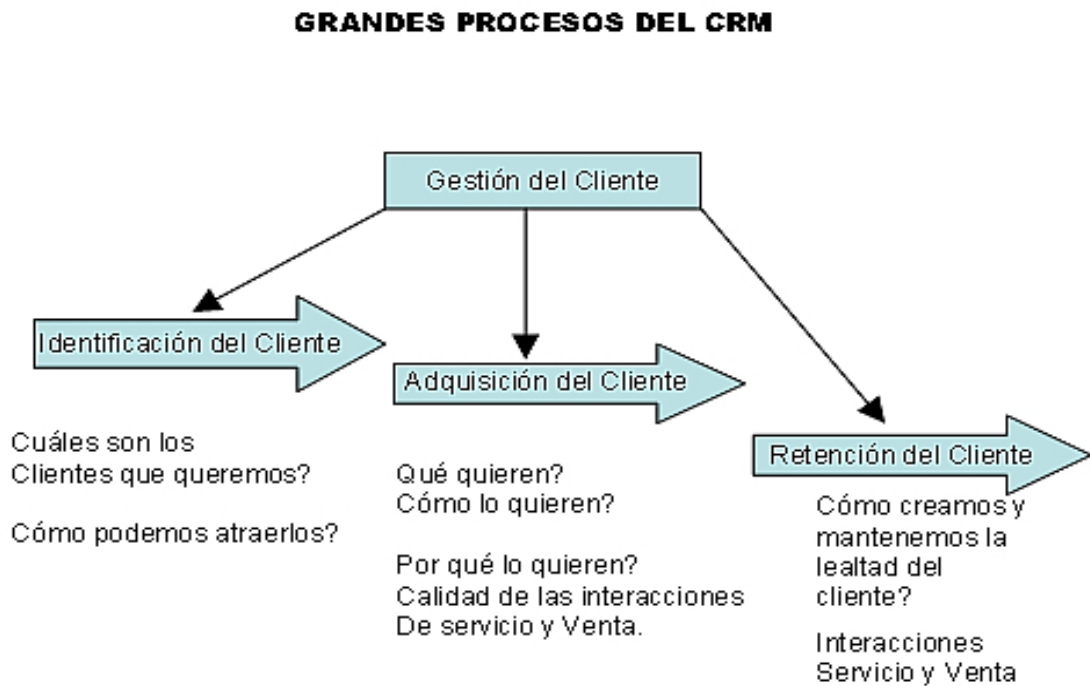 GRANDES PROCESOS DEL CRM
Gestión del Cliente
Identificación del Cliente
Cuáles son los
Clientes que queremos?
Cómo podemos atraerlos?
Adquisición del Cliente
Qué quieren?
Cómo lo quieren?
Por qué lo quieren?
Calidad de las interacciones
De servicio y Venta.
Retención del Cliente
Cómo creamos y
mantenemos la
lealtad del
cliente?
Interacciones
Servicio y Venta